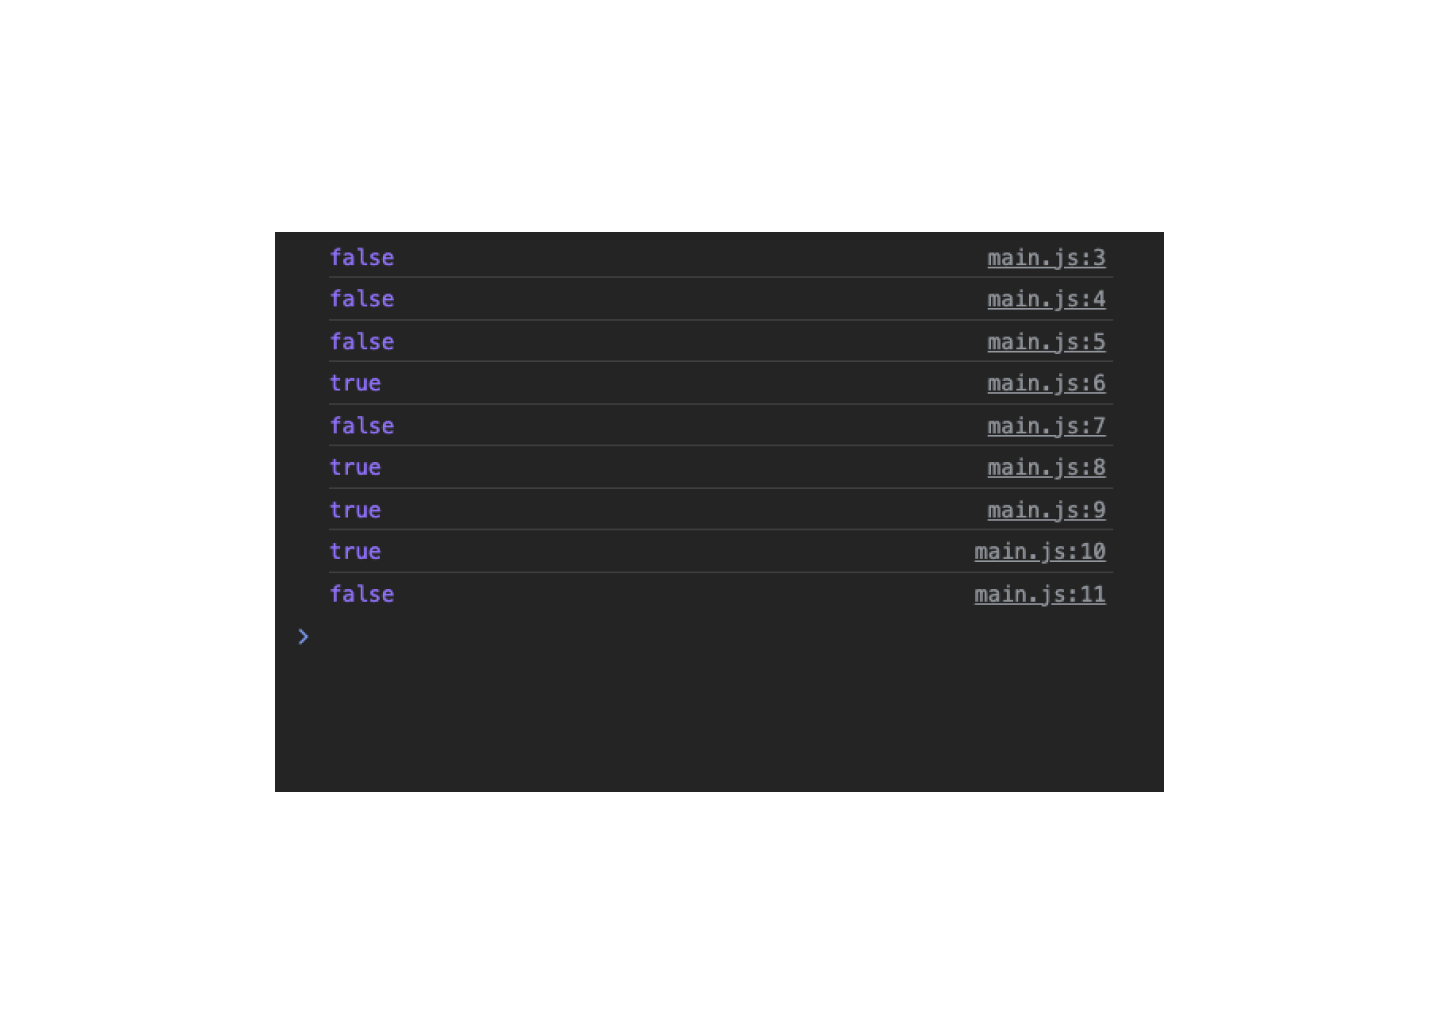 false main.js:3
false main.js:4
false main.js:5
true main.js:6
false main.js:7
true main.js:8
true main.js:9
true main.js:10
false main.js:11